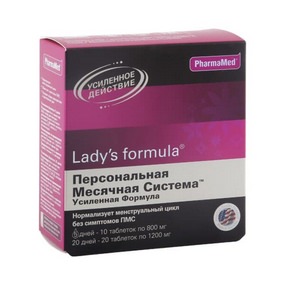 PharmaMed®
УСИЛЕННОЕ
ДЕЙСТВИЕ
Lady's formula®
Персональная
Месячная Система™
Усиленная Формула
Нормализует менструальный цикл
без симптомов ПМС
дней - 10 таблеток по 800 мг
20 дней - 20 таблеток по 1200 мг